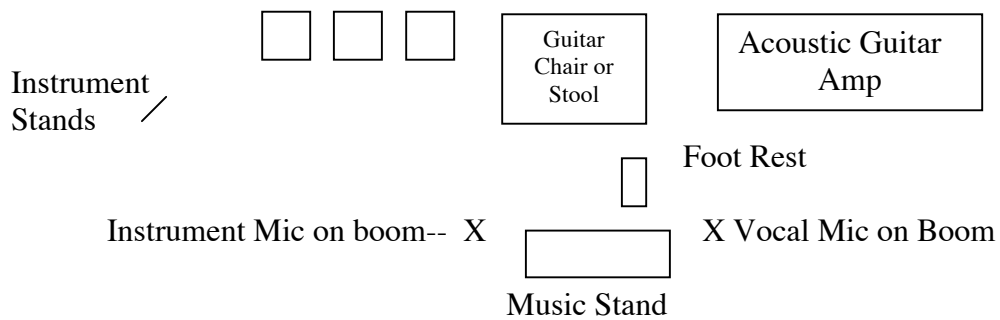 Guitar
Chair or
Stool
Acoustic Guitar
Amp
Instrument
Stands
Foot Rest
Instrument Mic on boom-- X
X Vocal Mic on Boom
Music Stand